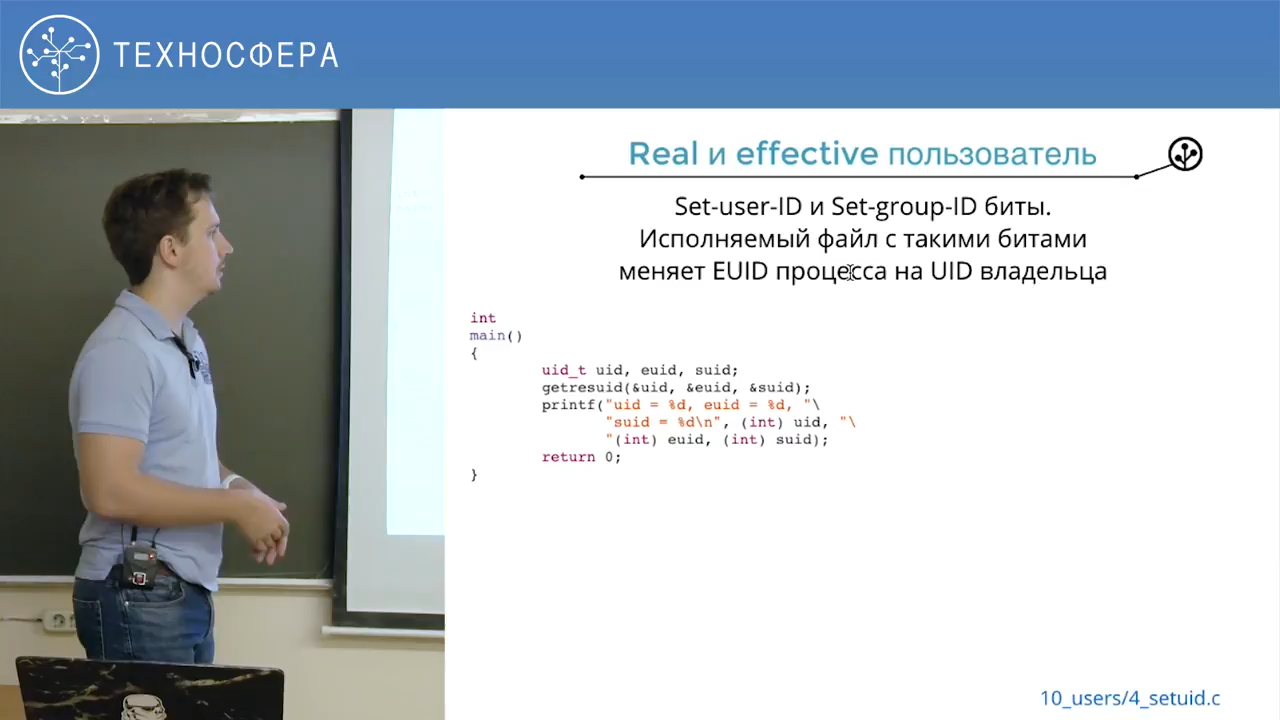 ТЕХНОСФЕРА
Real и effective пользователь
Set-user-ID и Set-group-ID биты.
Исполняемый файл с такими битами
меняет EUID процесса на UID владельца
int
main()
{
uid_t uid, euid, suid;
getresuid(&uid, &euid, &suid);
printf("uid = %d, euid = %d, "\
"suid = %d\n", (int) uid, "\
"(int) euid, (int) suid);
return 0;
}
10_users/4_setuid.c